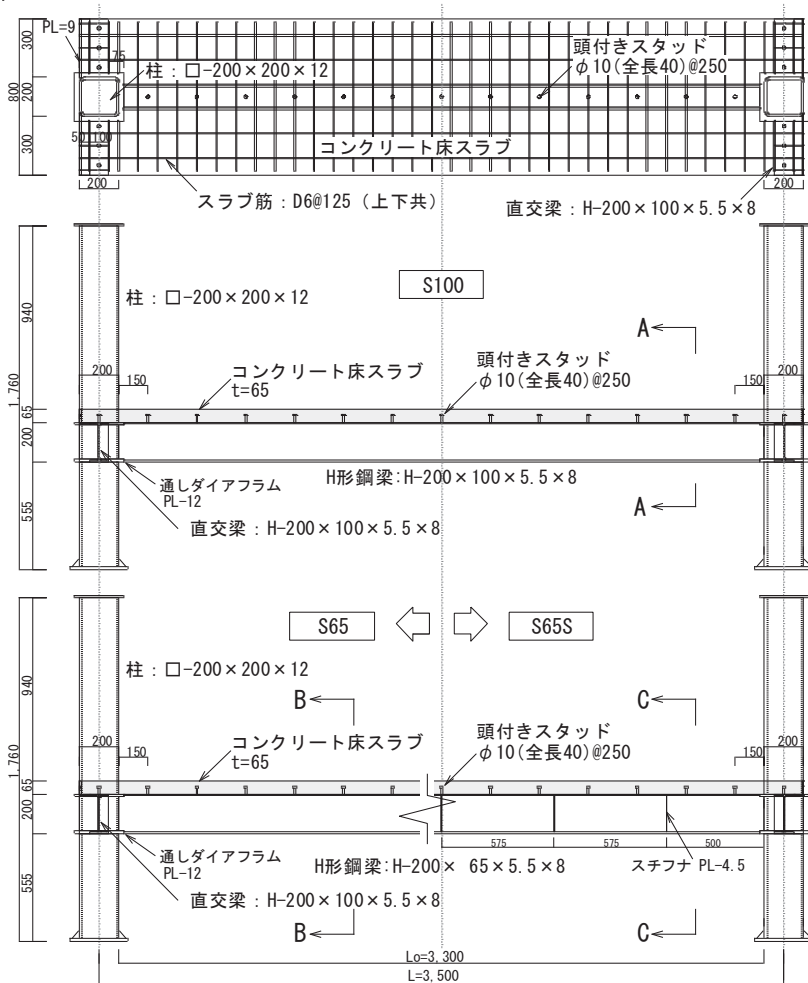 PL=9
300
800
200
300
75
柱：□-200×200×12
頭付きスタッド
φ10(全長40)@250
50
100
コンクリート床スラブ
200
スラブ筋：D6@125（上下共）
直交梁：H-200×100×5.5×8
200
柱：□-200×200×12
S100
A
940
1,760
200
150
コンクリート床スラブ
t=65
頭付きスタッド
φ10(全長40)@250
150
200
65
200
通しダイアフラム
PL-12
H形鋼梁:H-200×100×5.5×8
A
直交梁：H-200×100×5.5×8
555
S65
S65S
柱：□-200×200×12
B
C
940
1,760
200
150
コンクリート床スラブ
t=65
頭付きスタッド
φ10(全長40)@250
150
200
65
200
575
575
500
通しダイアフラム
PL-12
H形鋼梁:H-200× 65×5.5×8
スチフナ PL-4.5
直交梁：H-200×100×5.5×8
555
B
C
Lo=3,300
L=3,500